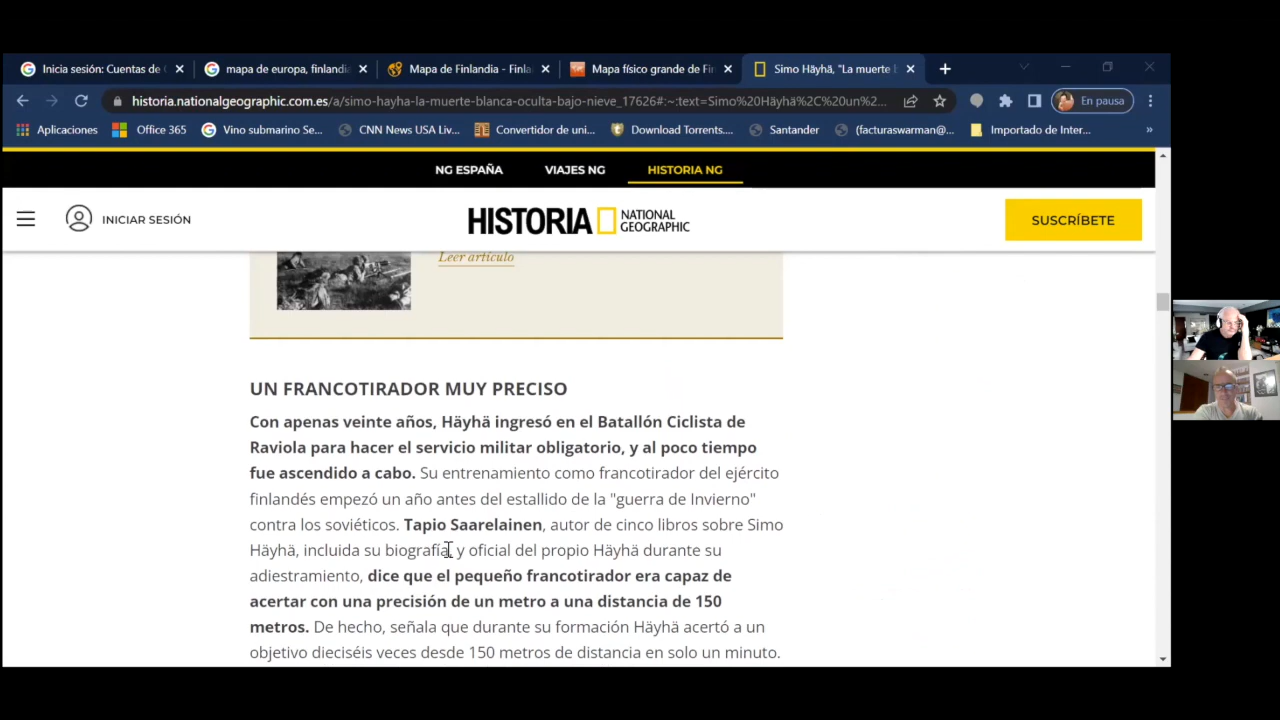 Inicia sesión: Cuentas de
mapa de europa, finlandi
Mapa de Finlandia - Finla
Mapa físico grande de Fin
Simo Häyhä, "La muerte b
historia.nationalgeographic.com.es/a/simo-hayha-la-muerte-blanca-oculta-bajo-nieve_17626#:~:text=Simo%20Häyhä%2C%20un%...
En pausa
Aplicaciones
Office 365
Vino submarino Se...
CNN News USA Liv...
Convertidor de uni...
Download Torrents....
Santander
(facturaswarman@...
Importado de Inter...
»
NG ESPAÑA
VIAJES NG
HISTORIA NG
INICIAR SESIÓN
HISTORIA NATIONAL
GEOGRAPHIC
SUSCRÍBETE
Leer artículo
UN FRANCOTIRADOR MUY PRECISO
Con apenas veinte años, Häyhä ingresó en el Batallón Ciclista de
Raviola para hacer el servicio militar obligatorio, y al poco tiempo
fue ascendido a cabo. Su entrenamiento como francotirador del ejército
finlandés empezó un año antes del estallido de la "guerra de Invierno"
contra los soviéticos. Tapio Saarelainen, autor de cinco libros sobre Simo
Häyhä, incluida su biografía, y oficial del propio Häyhä durante su
adiestramiento, dice que el pequeño francotirador era capaz de
acertar con una precisión de un metro a una distancia de 150
metros. De hecho, señala que durante su formación Häyhä acertó a un
objetivo dieciséis veces desde 150 metros de distancia en solo un minuto.